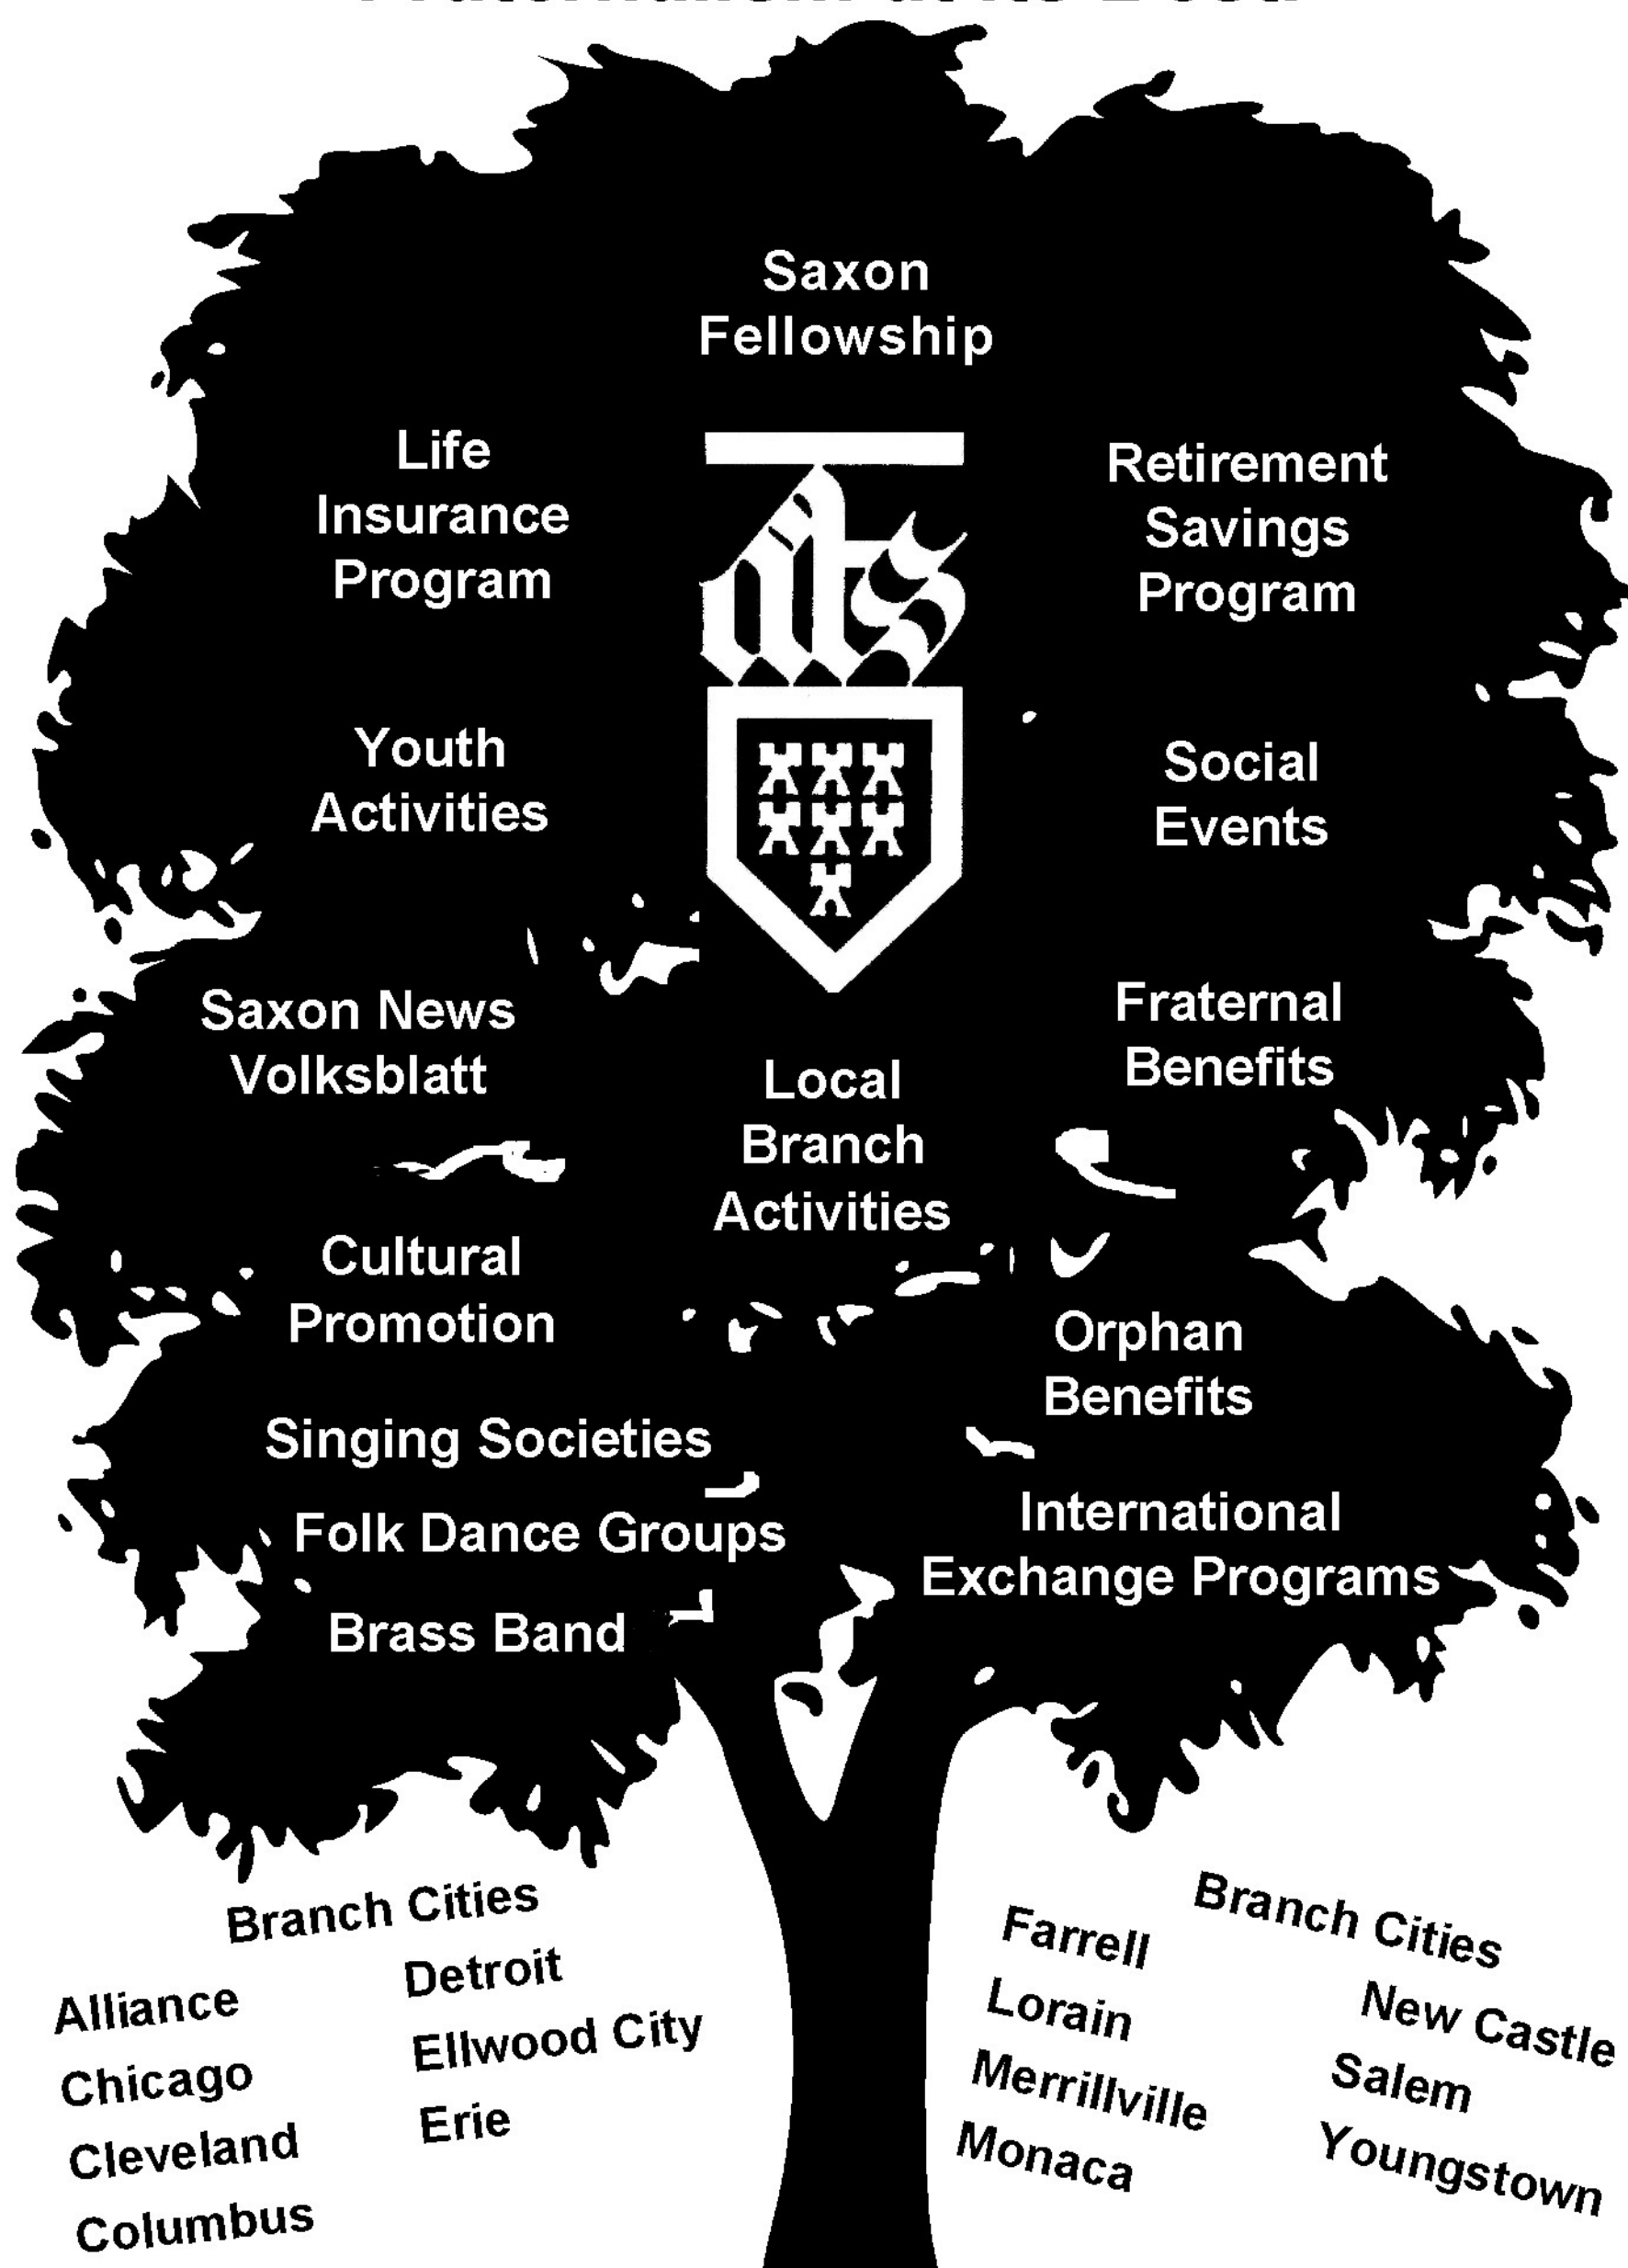 Saxon
Fellowship
Life
Insurance
Program
ats
Retirement
Savings
Program
Youth
Activities
Social
Events
Saxon News
Volksblatt
Fraternal
Benefits
Local
Branch
Activities
Cultural
Promotion
Orphan
Benefits
Singing Societies
Folk Dance Groups
Brass Band
International
Exchange Programs
Branch Cities
Alliance
Chicago
Cleveland
Columbus
Detroit
Ellwood City
Erie
Branch Cities
Farrell
Lorain
Merrillville
Monaca
New Castle
Salem
Youngstown